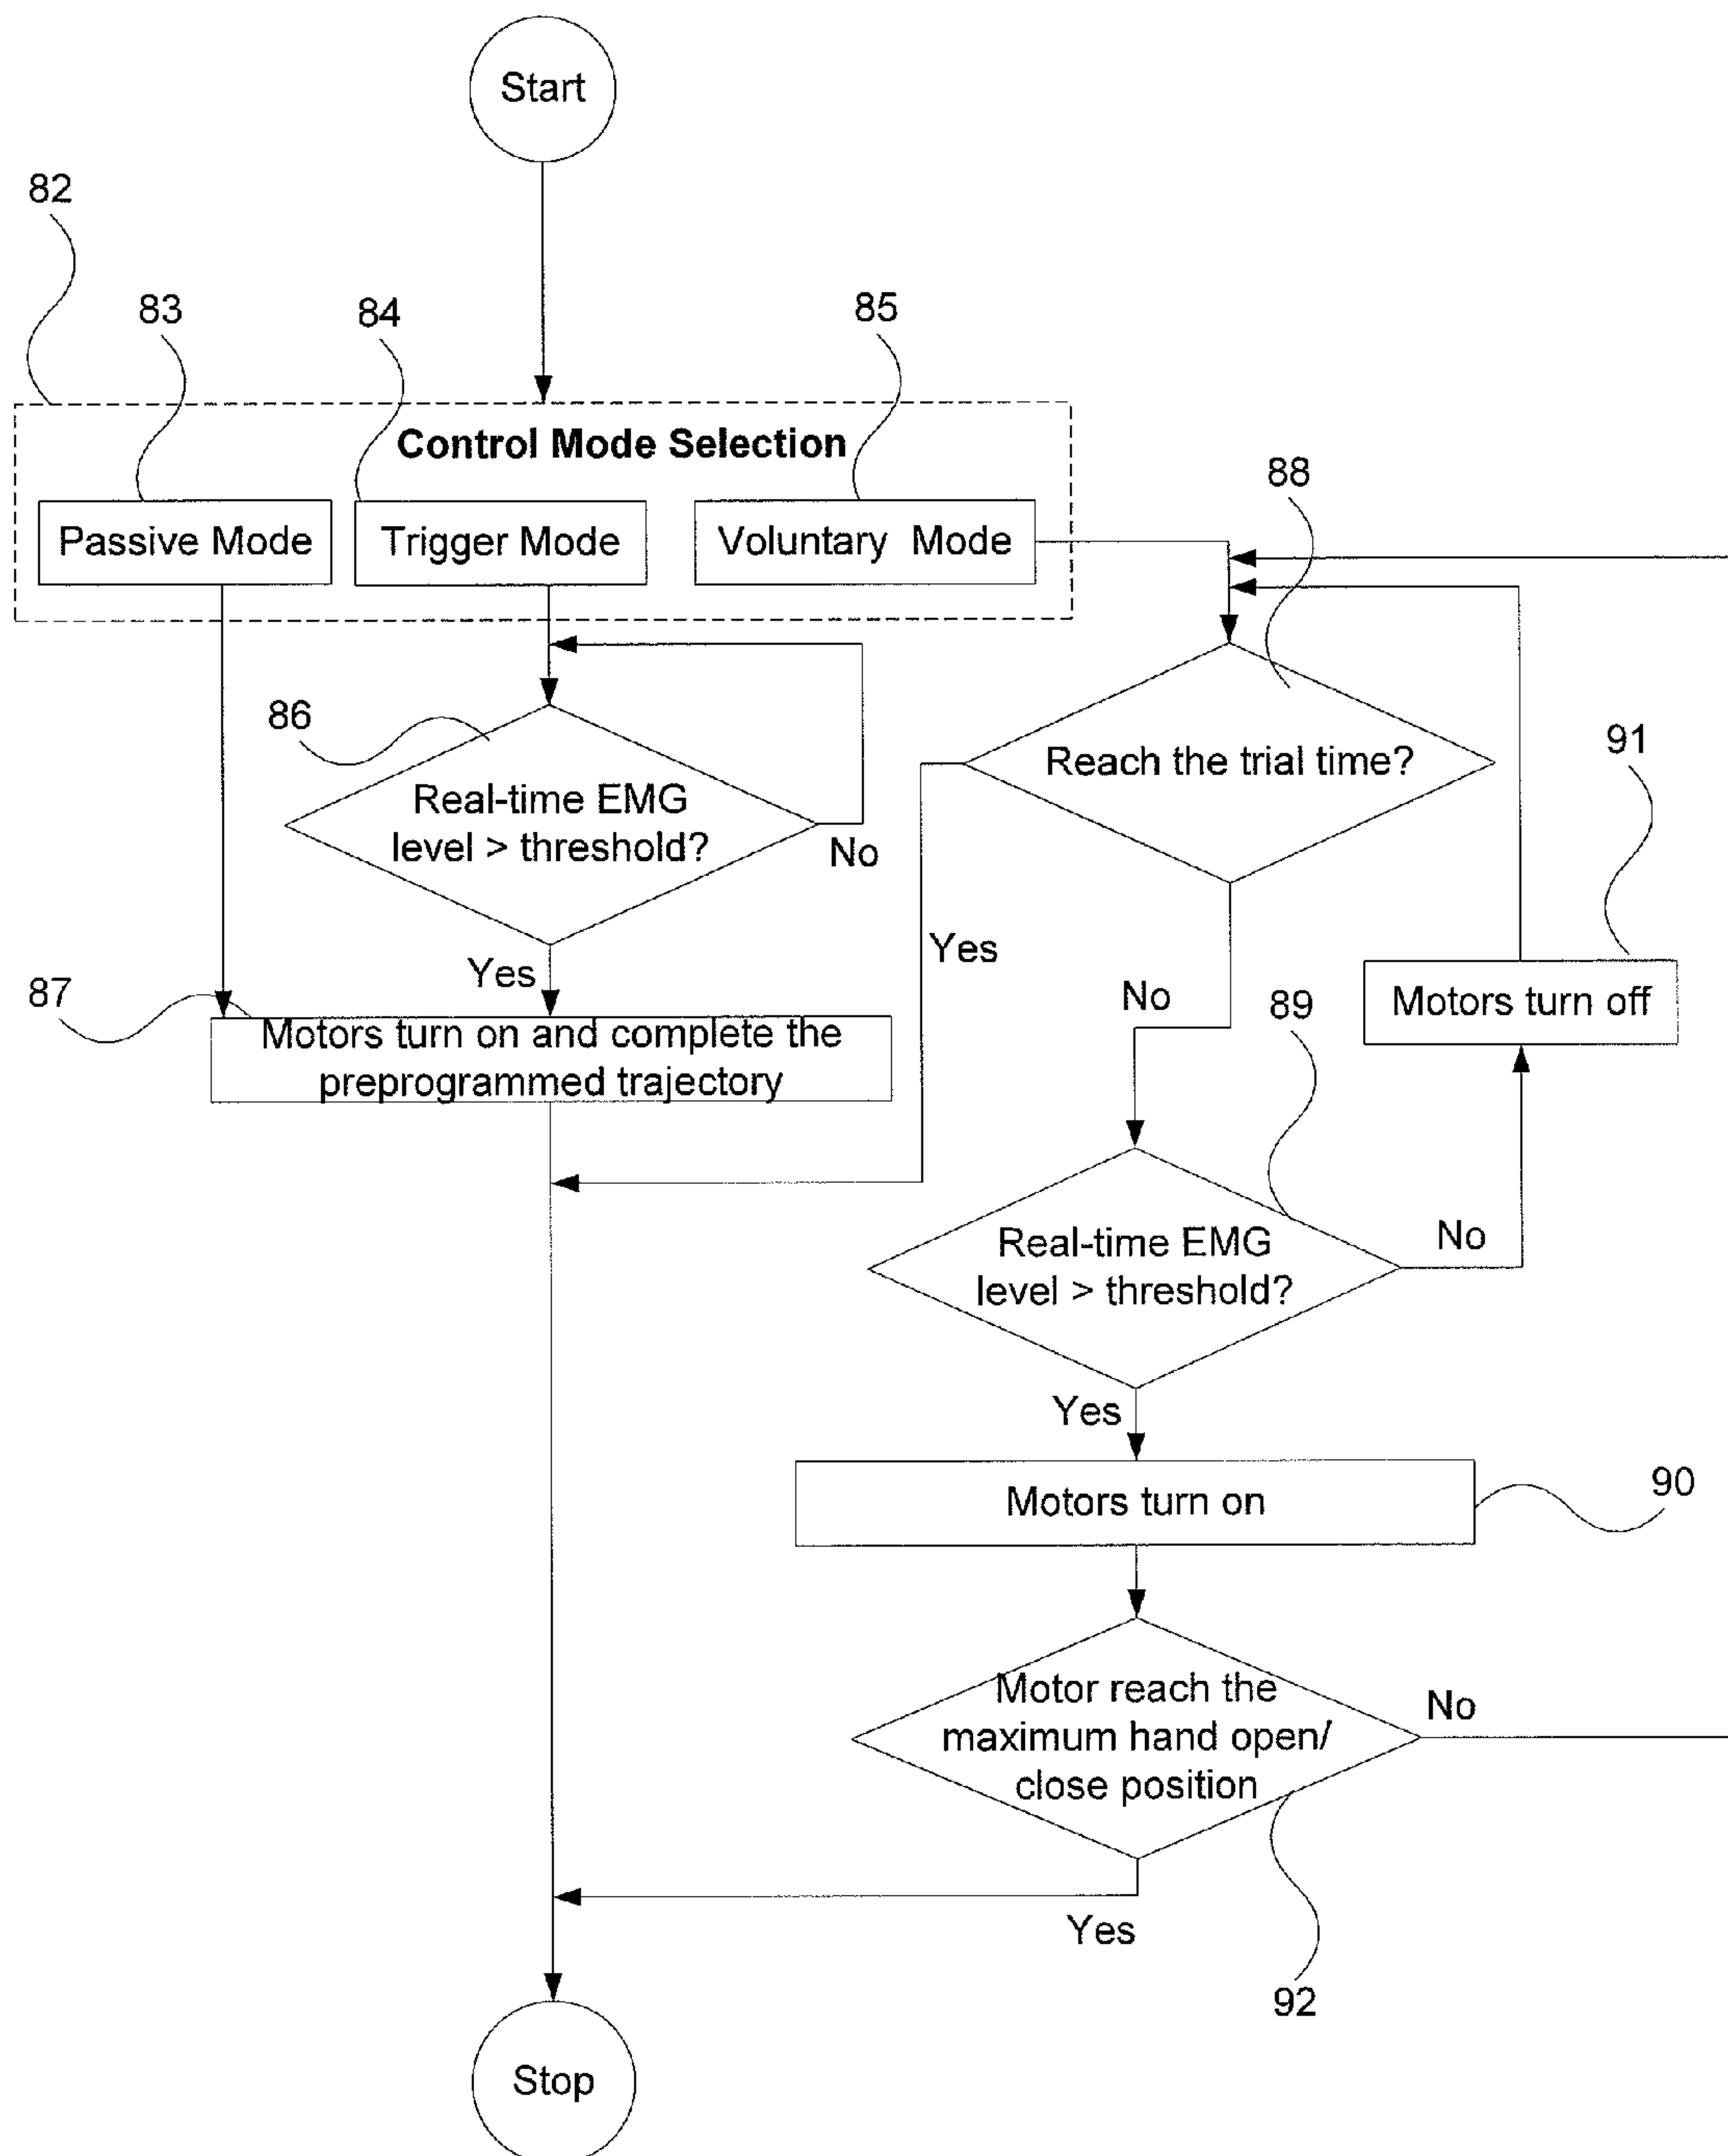 Start
82
83
84
85
Control Mode Selection
88
Passive Mode
Trigger Mode
Voluntary Mode
86
Real-time EMG
level > threshold?
No
Reach the trial time?
91
Yes
Yes
No
Motors turn off
87
Motors turn on and complete the
preprogrammed trajectory
89
Real-time EMG
level > threshold?
No
Yes
Motors turn on
90
Motor reach the
maximum hand open/
close position
No
Yes
92
Stop